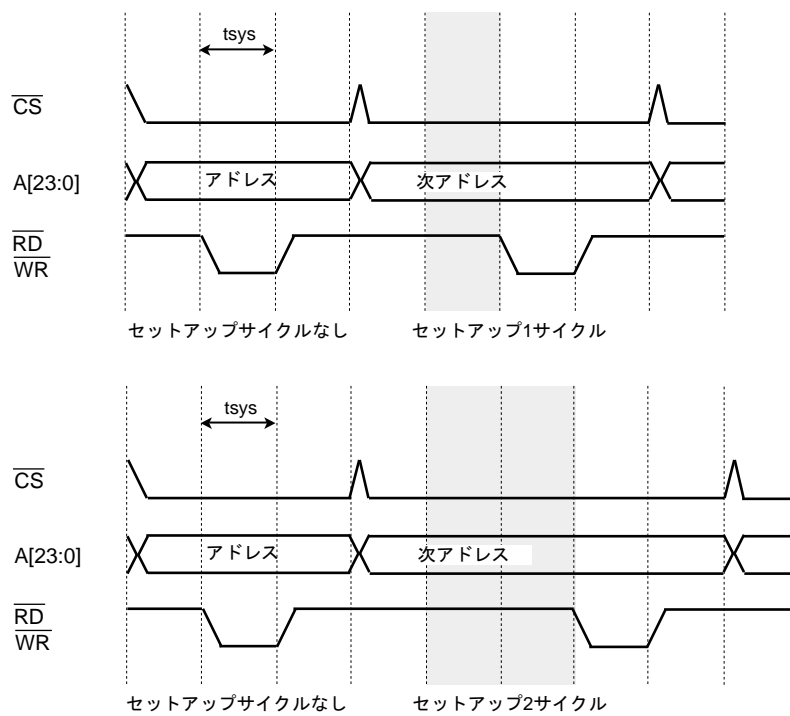 tsys
CS
A[23:0] アドレス 次アドレス
RD
WR
セットアップサイクルなし セットアップ1サイクル
tsys
CS
A[23:0] アドレス 次アドレス
RD
WR
セットアップサイクルなし セットアップ2サイクル